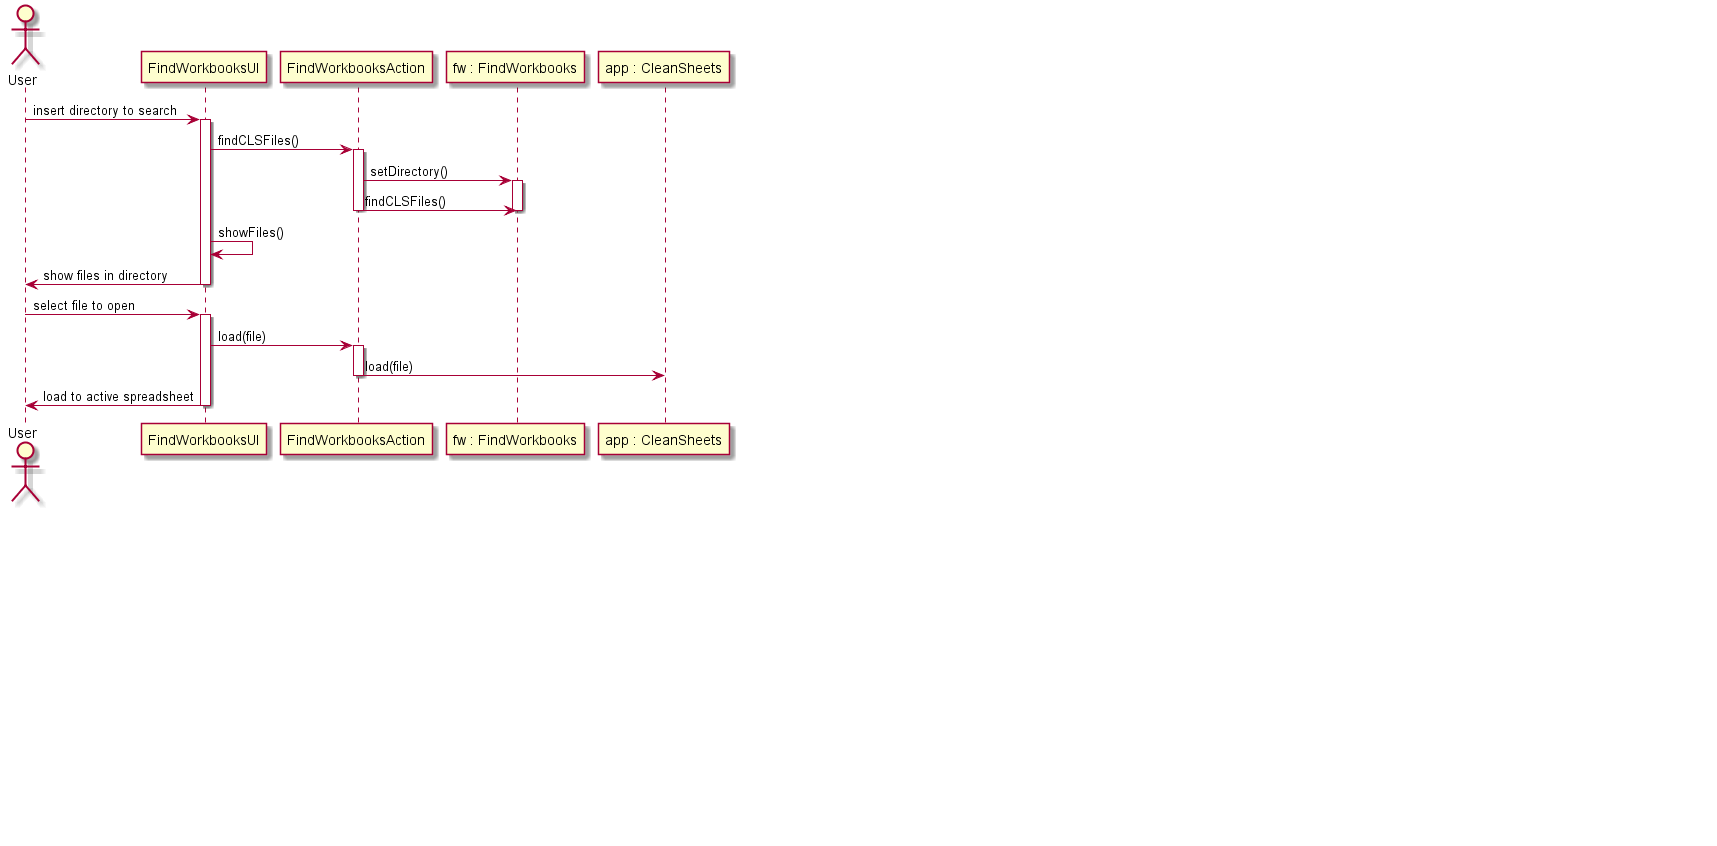 User
FindWorkbooksUI
FindWorkbooksAction
fw : FindWorkbooks
app : CleanSheets
insert directory to search
findCLSFiles()
setDirectory()
findCLSFiles()
showFiles()
show files in directory
select file to open
load(file)
load(file)
load to active spreadsheet
User
FindWorkbooksUI
FindWorkbooksAction
fw : FindWorkbooks
app : CleanSheets